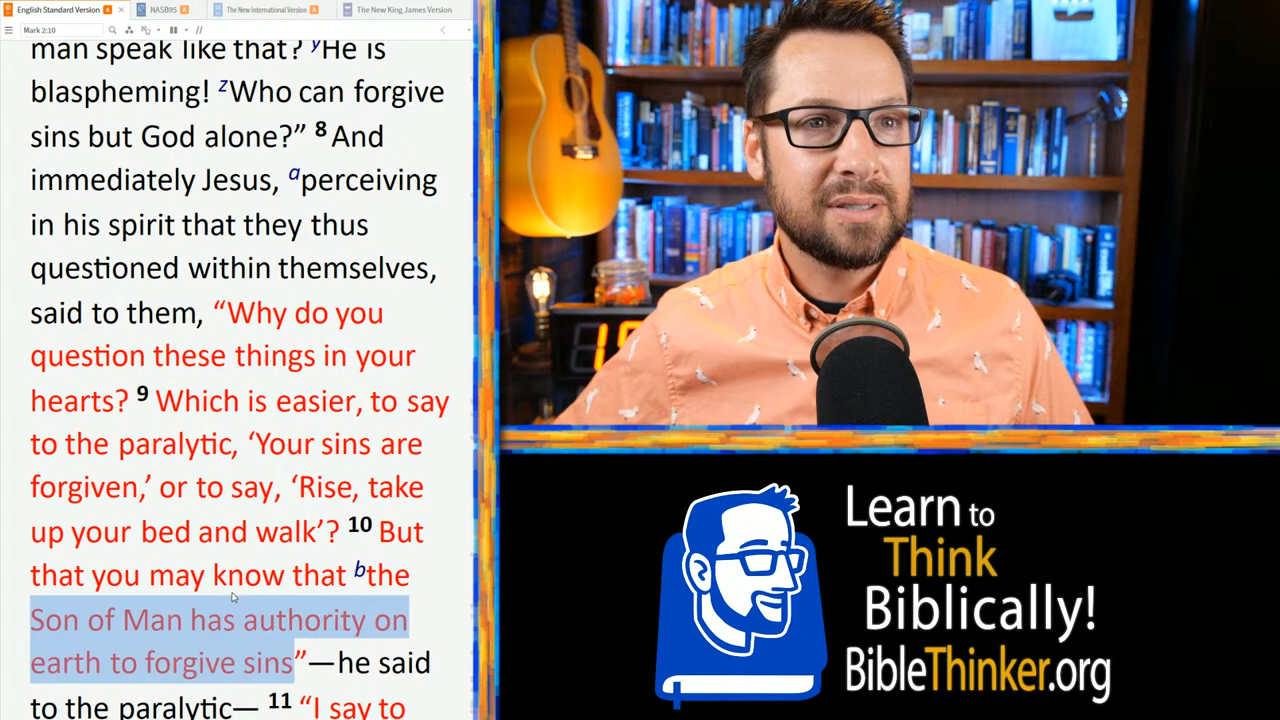 English Standard Version A
NASB95 A
The New International Version A
The New King James Version
Mark 2:10
man speak like that? yHe is
blaspheming! zWho can forgive
sins but God alone?” 8 And
immediately Jesus, aperceiving
in his spirit that they thus
questioned within themselves,
said to them, “Why do you
question these things in your
hearts? 9 Which is easier, to say
to the paralytic, ‘Your sins are
forgiven,’ or to say, ‘Rise, take
up your bed and walk’? 10 But
that you may know that bthe
Son of Man has authority on
earth to forgive sins”—he said
to the paralytic— 11 “I say to
Learn to
Think
Biblically!
BibleThinker.org